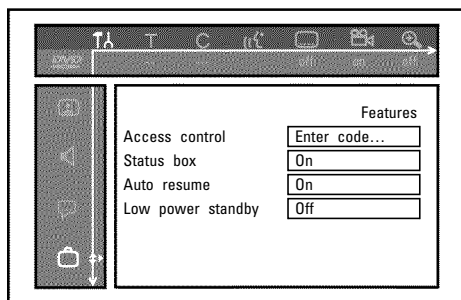 T C
DVD off on off
Features
Access control Enter code...
Status box On
Auto resume On
Low power standby Off